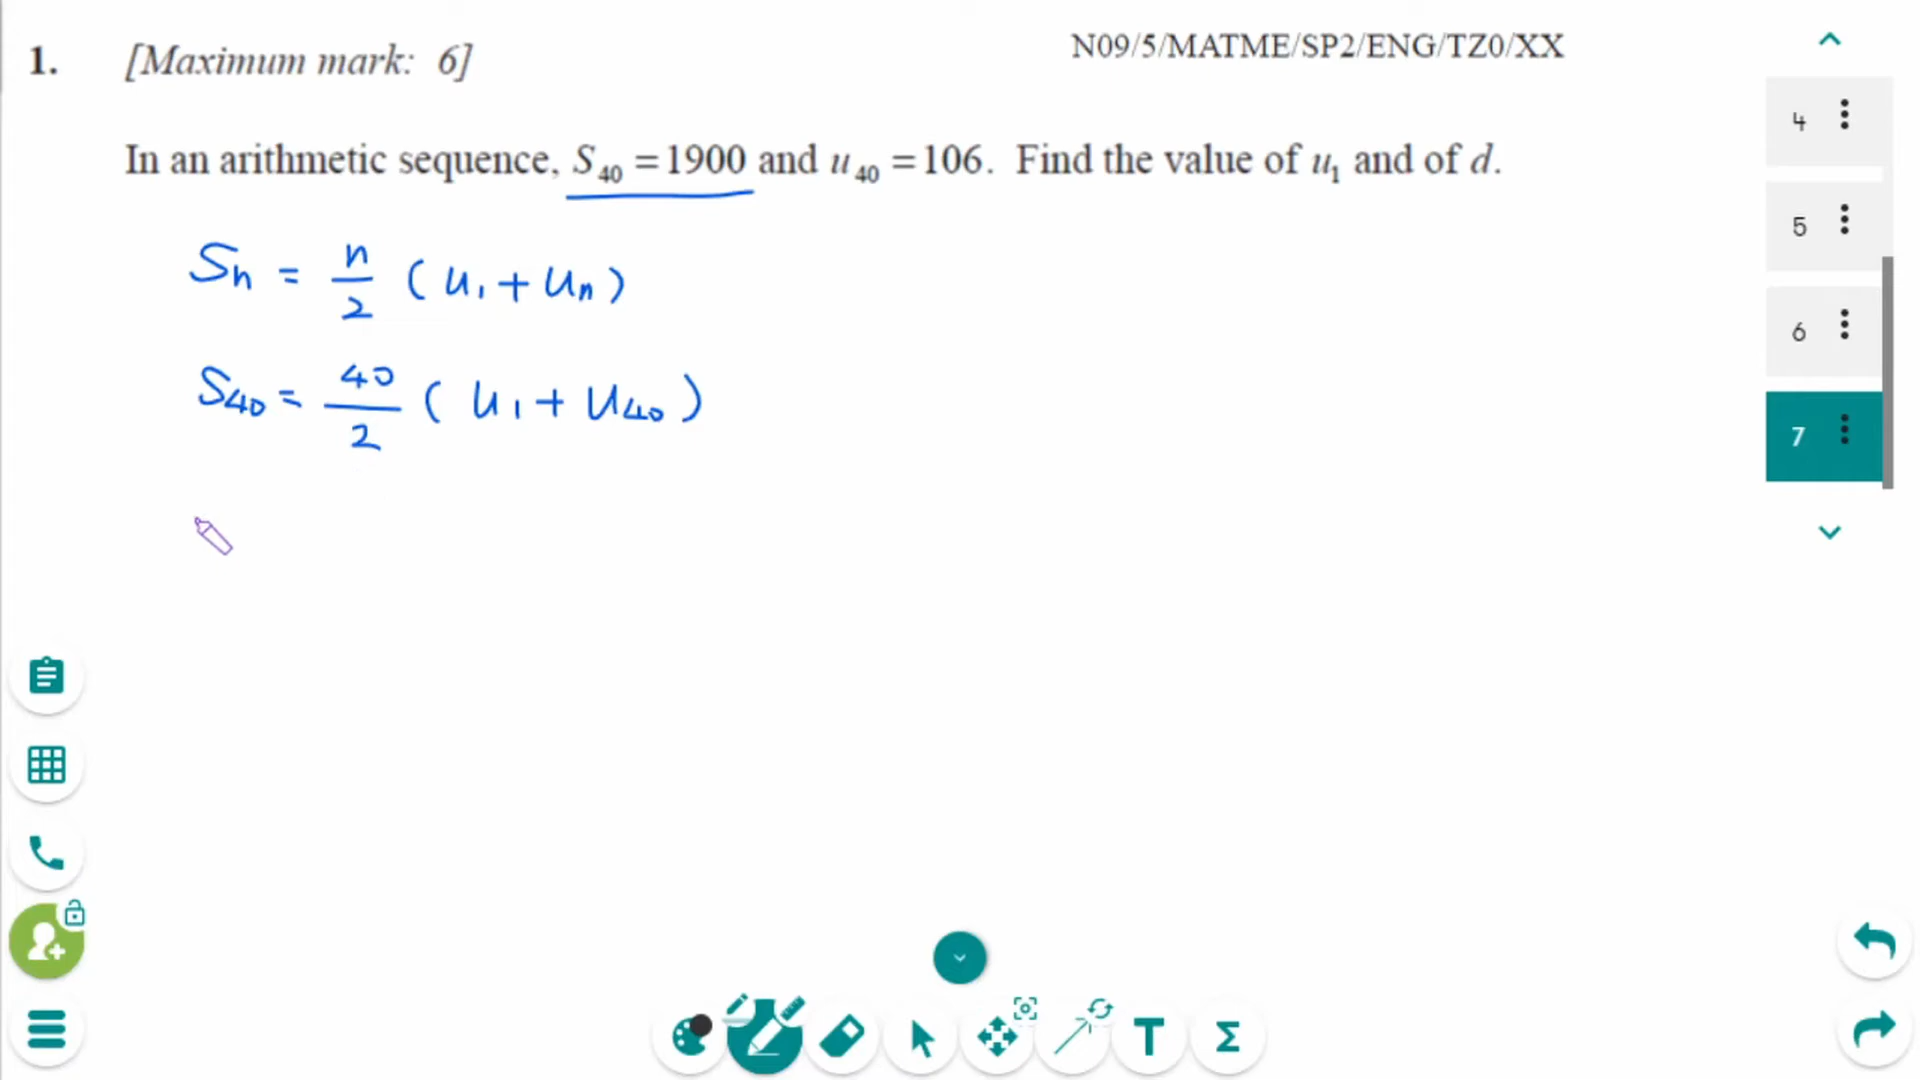 1. [Maximum mark: 6]
N09/5/MATME/SP2/ENG/TZ0/XX
In an arithmetic sequence, S₄₀ = 1900 and u₄₀ = 106. Find the value of u₁ and of d.
Sn = n/2 (u₁ + un)
S₄₀ = 40/2 (u₁ + u₄₀)
4
5
6
7
T
Σ